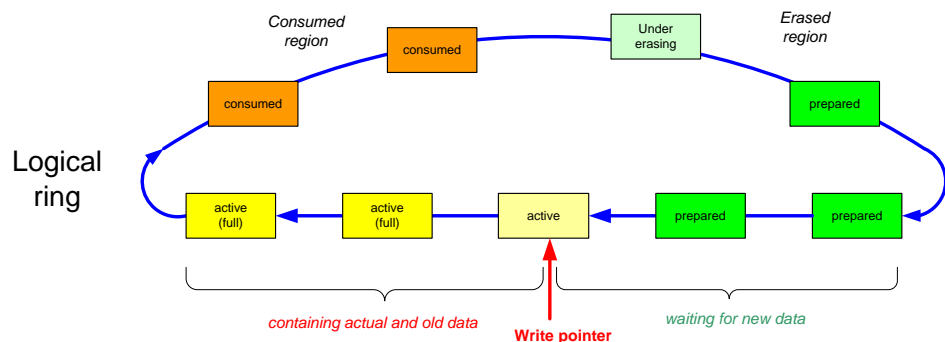 Consumed
region
Under
erasing
Erased
region
consumed
consumed
prepared
Logical
ring
active
(full)
active
(full)
active
prepared
prepared
containing actual and old data
Write pointer
waiting for new data